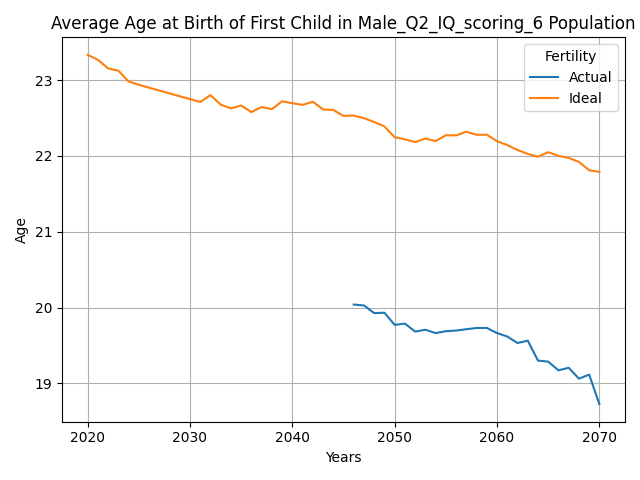 Average Age at Birth of First Child in Male_Q2_IQ_scoring_6 Population
Fertility
Actual
Ideal
Age
23
22
21
20
19
2020
2030
2040
2050
2060
2070
Years